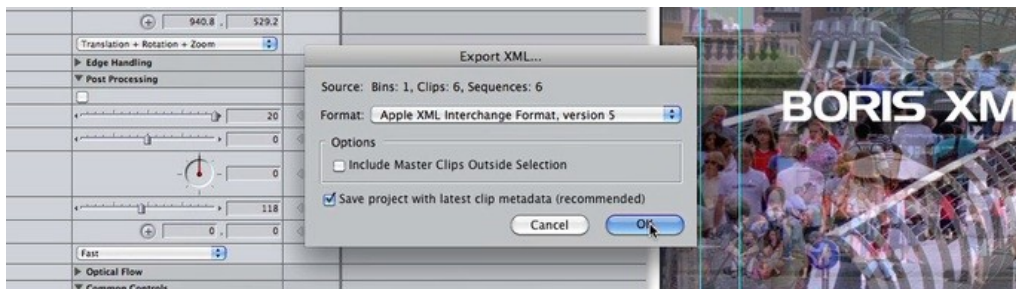 940.8 , 529.2
Translation + Rotation + Zoom
Edge Handling
Post Processing
20
0
0
118
0 , 0
Fast
Optical Flow
Common Controls
Export XML...
Source: Bins: 1, Clips: 6, Sequences: 6
Format: Apple XML Interchange Format, version 5
Options
Include Master Clips Outside Selection
Save project with latest clip metadata (recommended)
Cancel
OK
BORIS XM